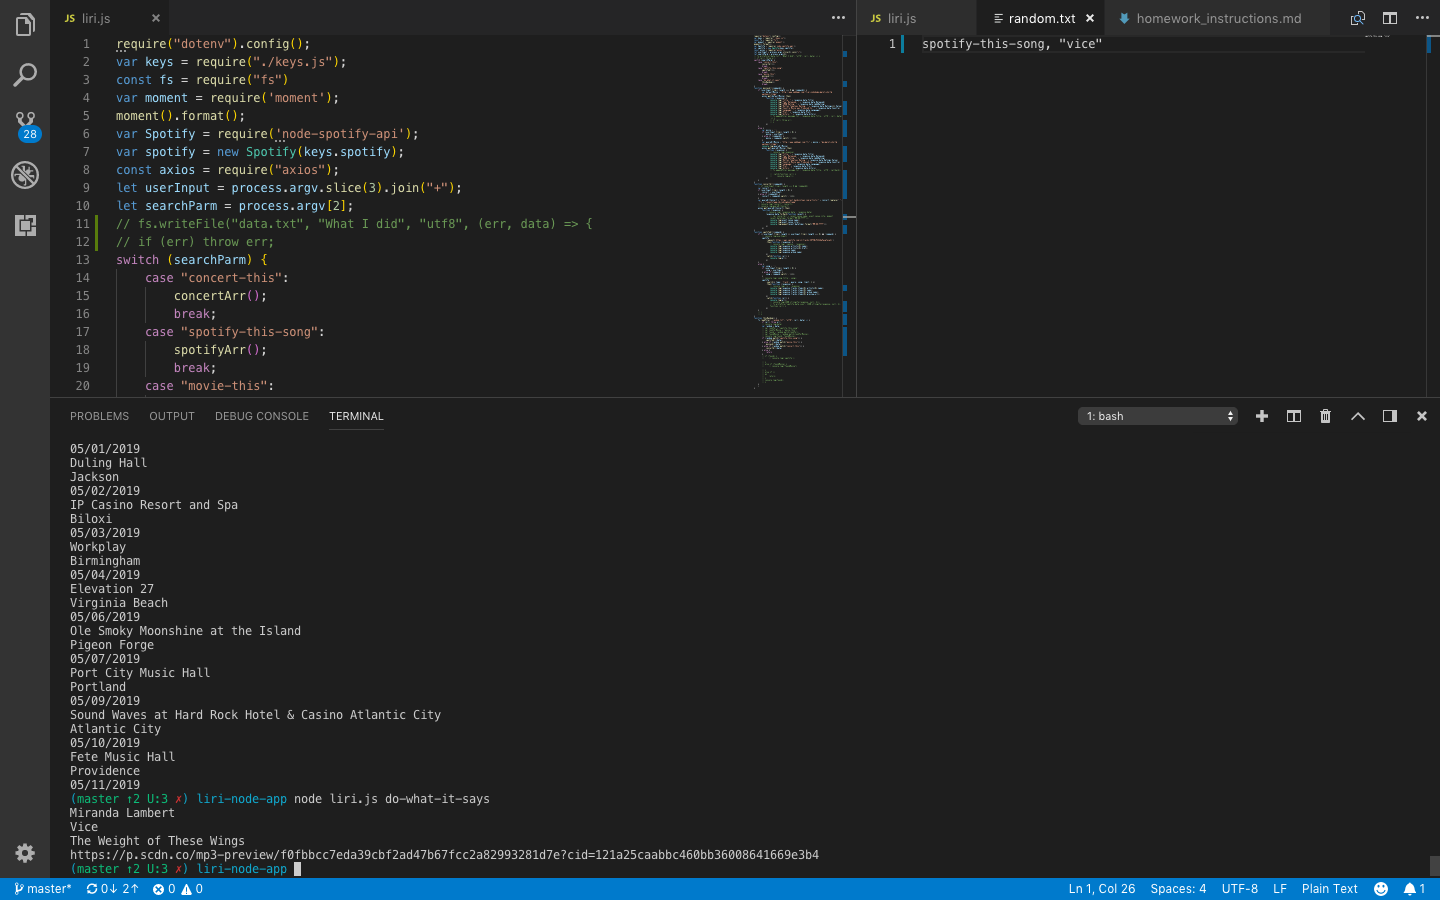 JS liri.js ×
1 require("dotenv").config();
2 var keys = require("./keys.js");
3 const fs = require("fs")
4 var moment = require('moment');
5 moment().format();
6 var Spotify = require('node-spotify-api');
7 var spotify = new Spotify(keys.spotify);
8 const axios = require("axios");
9 let userInput = process.argv.slice(3).join("+");
10 let searchParm = process.argv[2];
11 // fs.writeFile("data.txt", "What I did", "utf8", (err, data) => {
12 // if (err) throw err;
13 switch (searchParm) {
14 case "concert-this":
15 concertArr();
16 break;
17 case "spotify-this-song":
18 spotifyArr();
19 break;
20 case "movie-this":
JS liri.js random.txt × homework_instructions.md
1 spotify-this-song, "vice"
28
PROBLEMS OUTPUT DEBUG CONSOLE TERMINAL 1: bash
05/01/2019
Duling Hall
Jackson
05/02/2019
IP Casino Resort and Spa
Biloxi
05/03/2019
Workplay
Birmingham
05/04/2019
Elevation 27
Virginia Beach
05/06/2019
Ole Smoky Moonshine at the Island
Pigeon Forge
05/07/2019
Port City Music Hall
Portland
05/09/2019
Sound Waves at Hard Rock Hotel & Casino Atlantic City
Atlantic City
05/10/2019
Fete Music Hall
Providence
05/11/2019
(master ↑2 U:3 ✗) liri-node-app node liri.js do-what-it-says
Miranda Lambert
Vice
The Weight of These Wings
https://p.scdn.co/mp3-preview/f0fbbcc7eda39cbf2ad47b67fcc2a82993281d7e?cid=121a25caabbc460bb36008641669e3b4
(master ↑2 U:3 ✗) liri-node-app
master* 0↓ 2↑ 0 0 Ln 1, Col 26 Spaces: 4 UTF-8 LF Plain Text 1